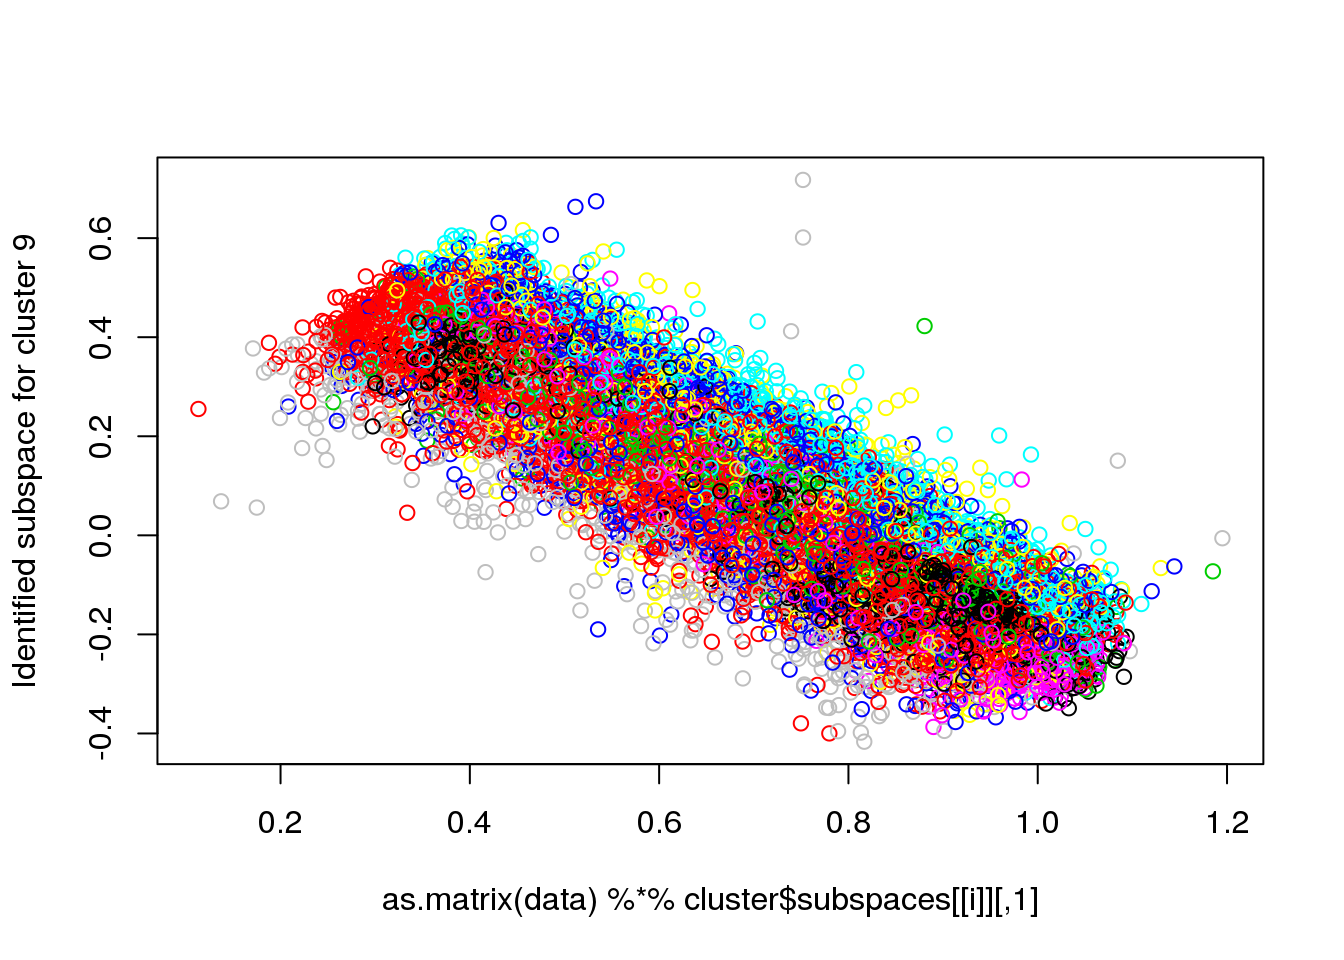 Identified subspace for cluster 9
0.6
0.4
0.2
0.0
-0.2
-0.4
0.2 0.4 0.6 0.8 1.0 1.2
as.matrix(data) %*% cluster$subspaces[[i]][,1]